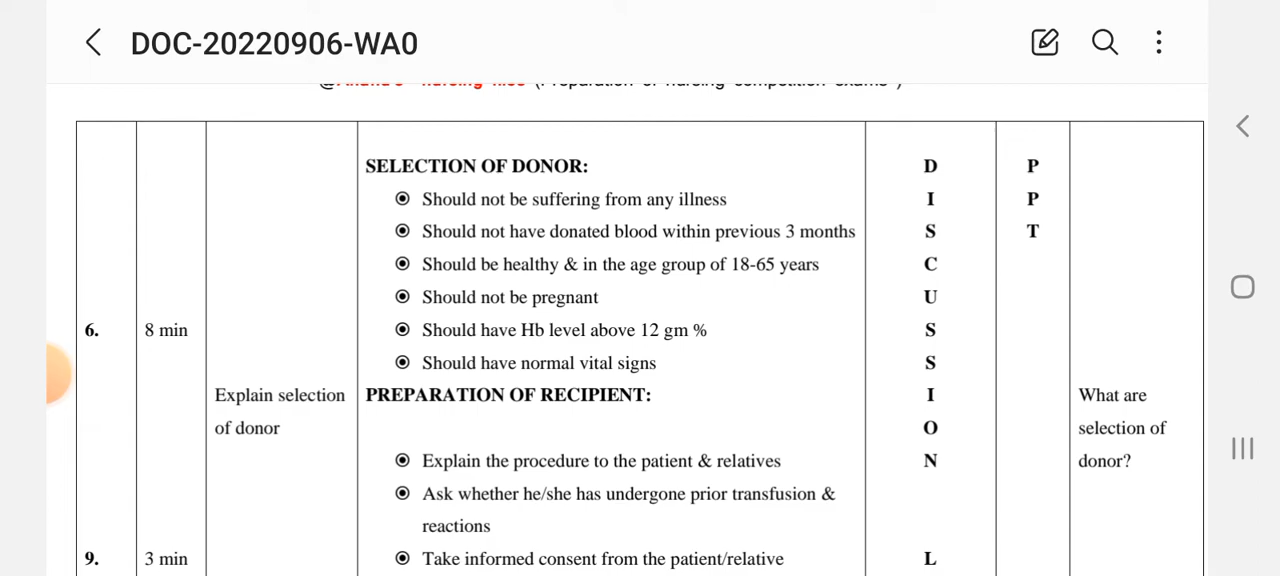 DOC-20220906-WA0
SELECTION OF DONOR:
Should not be suffering from any illness
Should not have donated blood within previous 3 months
Should be healthy & in the age group of 18-65 years
Should not be pregnant
6.
8 min
Should have Hb level above 12 gm %
Should have normal vital signs
Explain selection
of donor
PREPARATION OF RECIPIENT:
Explain the procedure to the patient & relatives
Ask whether he/she has undergone prior transfusion &
reactions
9.
3 min
Take informed consent from the patient/relative
D
I
S
C
U
S
S
I
O
N
L
P
P
T
What are
selection of
donor?